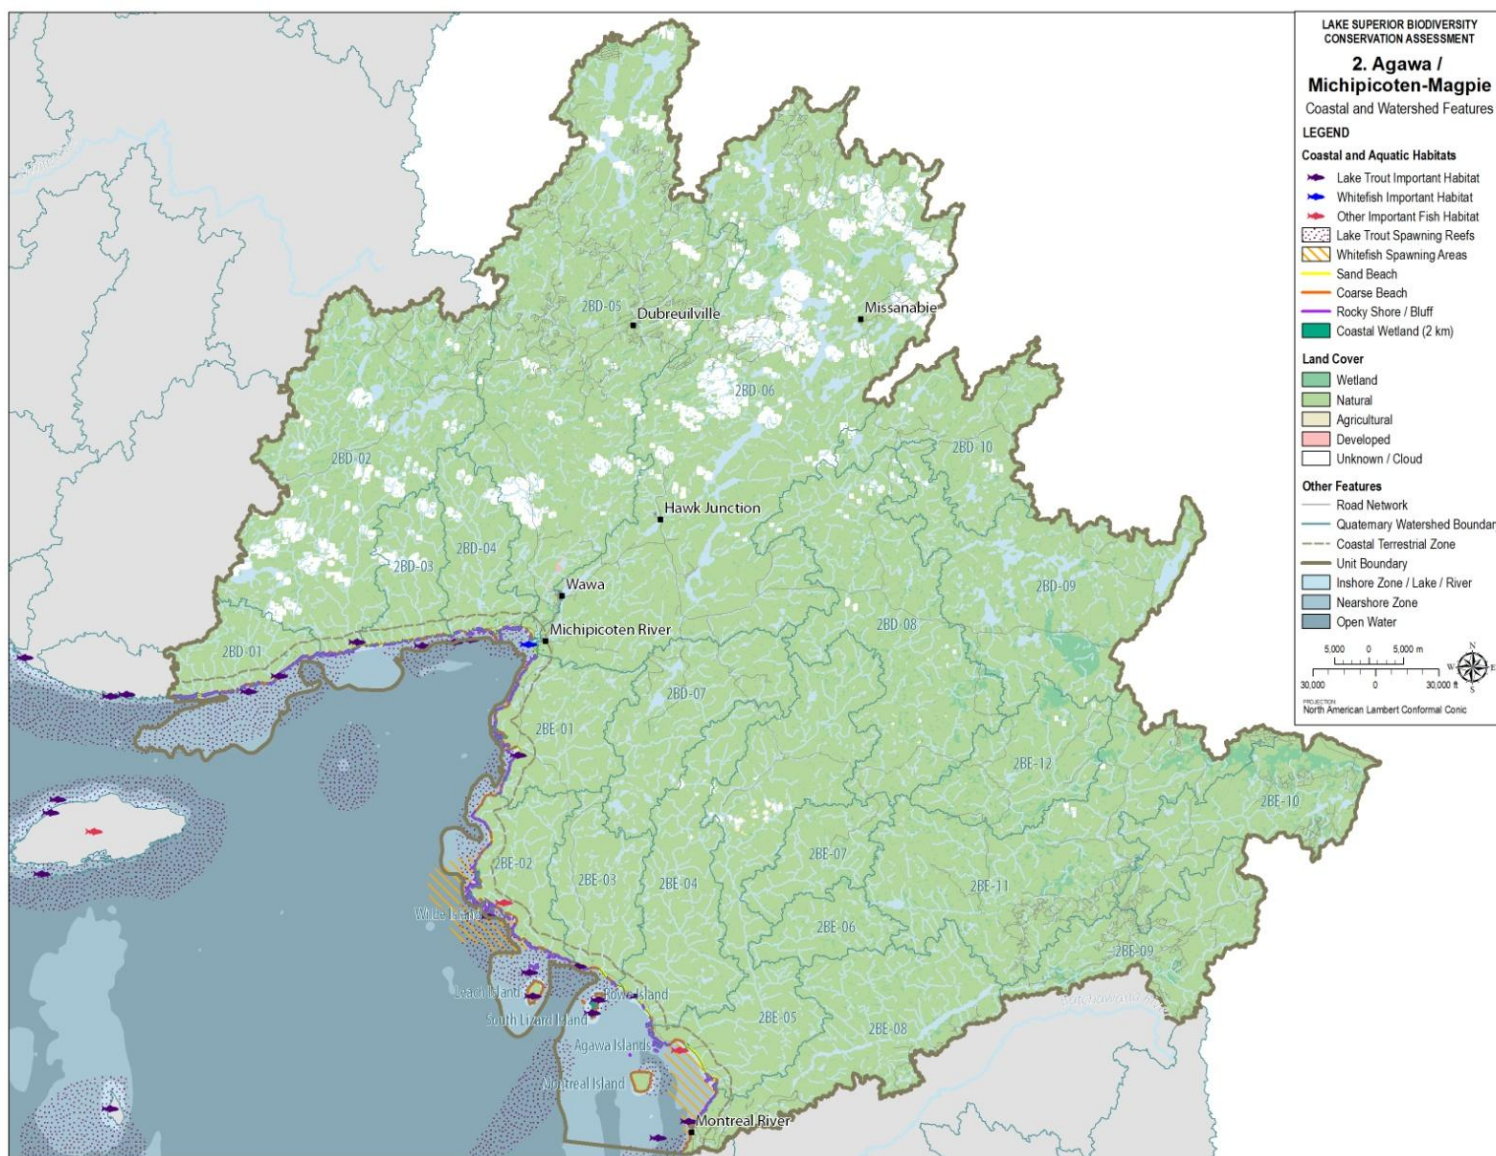 LAKE SUPERIOR BIODIVERSITY
CONSERVATION ASSESSMENT
2. Agawa /
Michipicoten-Magpie
Coastal and Watershed Features
LEGEND
Coastal and Aquatic Habitats
Lake Trout Important Habitat
Whitefish Important Habitat
Other Important Fish Habitat
Lake Trout Spawning Reefs
Whitefish Spawning Areas
Sand Beach
Coarse Beach
Rocky Shore / Bluff
Coastal Wetland (2 km)
Land Cover
Wetland
Natural
Agricultural
Developed
Unknown / Cloud
Other Features
Road Network
Quaternary Watershed Boundar
Coastal Terrestrial Zone
Unit Boundary
Inshore Zone / Lake / River
Nearshore Zone
Open Water
5,000 0 5,000 m
30,000 0 30,000 ft
N
W E
S
PROJECTION
North American Lambert Conformal Conic
2BD-05
Dubreuilville
Missanabie
2BD-06
2BD-02
2BD-10
Hawk Junction
2BD-04
2BD-03
Wawa
2BD-09
2BD-08
Michipicoten River
2BD-01
2BD-07
2BE-01
2BE-12
2BE-10
2BE-02
2BE-03
2BE-04
2BE-07
2BE-11
2BE-06
2BE-09
Leach Island
Rowe Island
South Lizard Island
2BE-05
2BE-08
Agawa Islands
Montreal Island
Montreal River